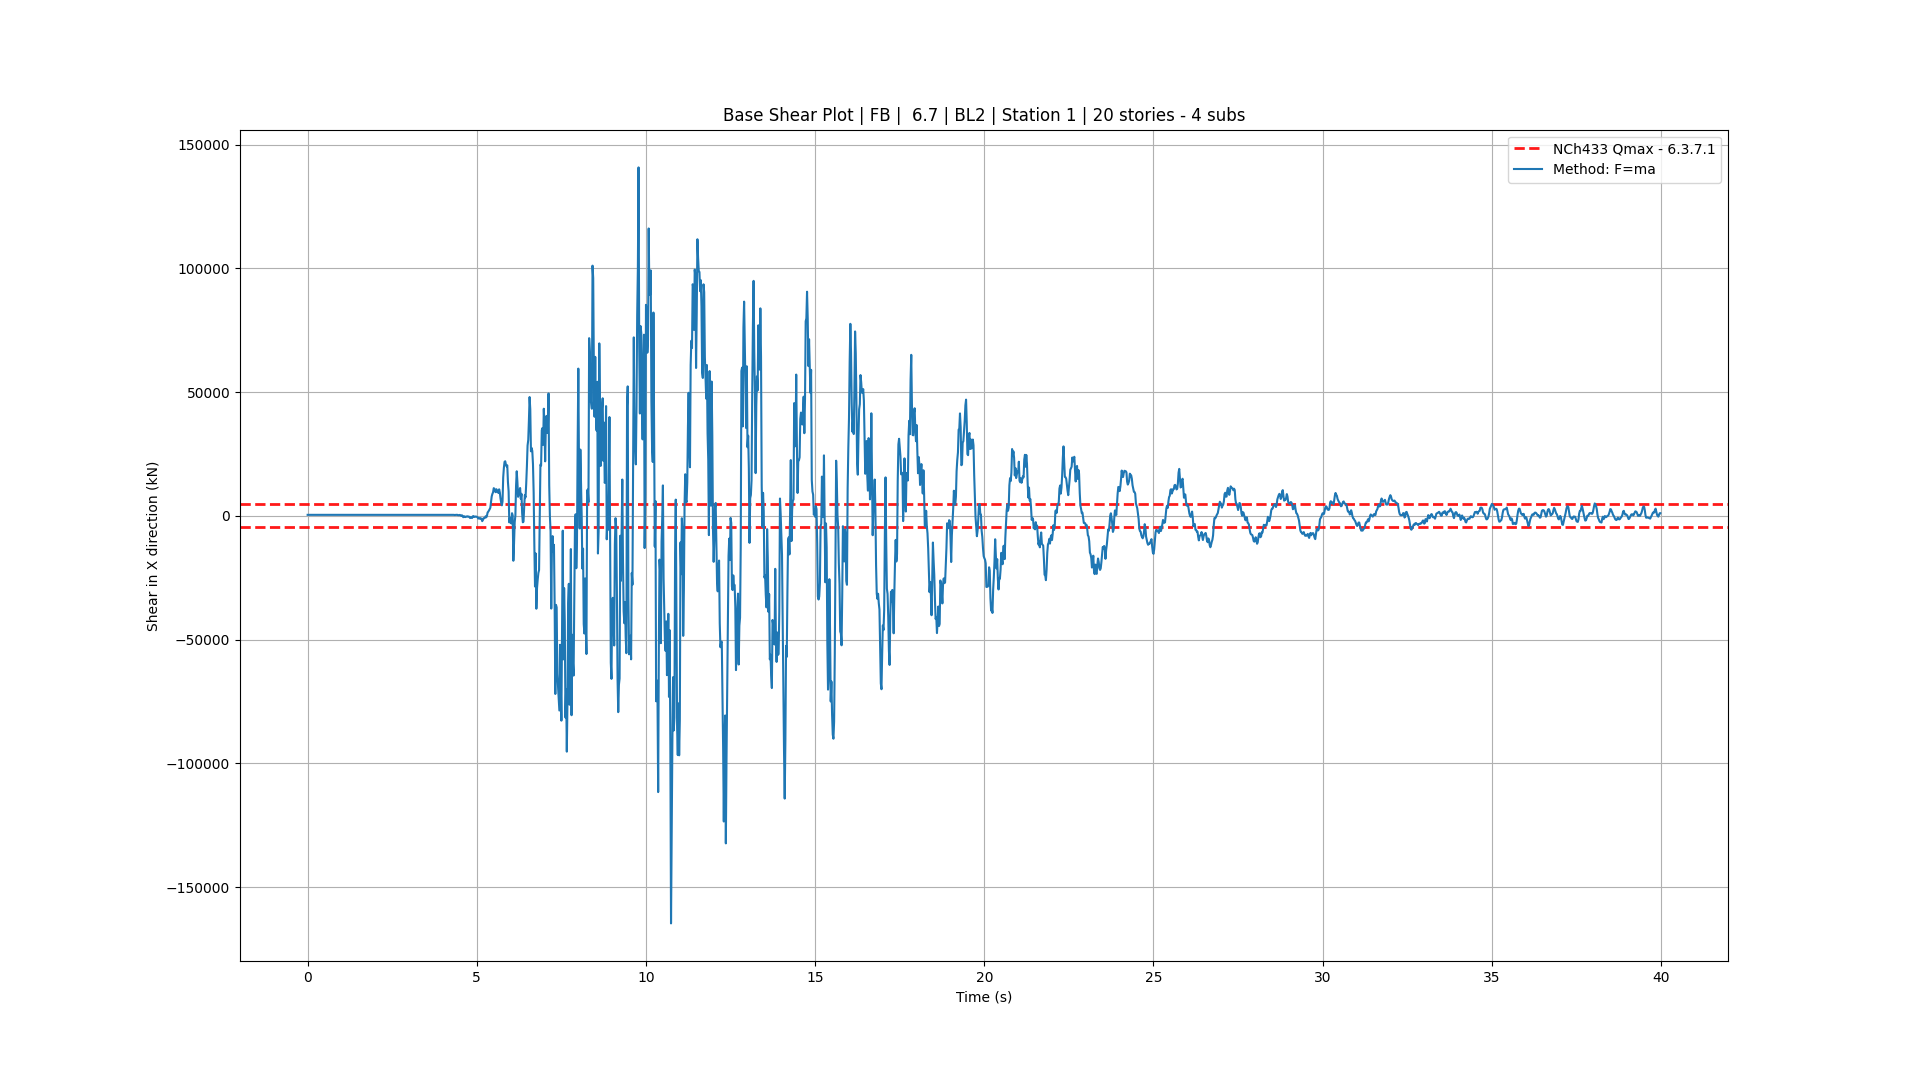 Base Shear Plot | FB |  6.7 | BL2 | Station 1 | 20 stories - 4 subs
NCh433 Qmax - 6.3.7.1
Method: F=ma
150000
100000
50000
0
−50000
−100000
−150000
Shear in X direction (kN)
0 5 10 15 20 25 30 35 40
Time (s)